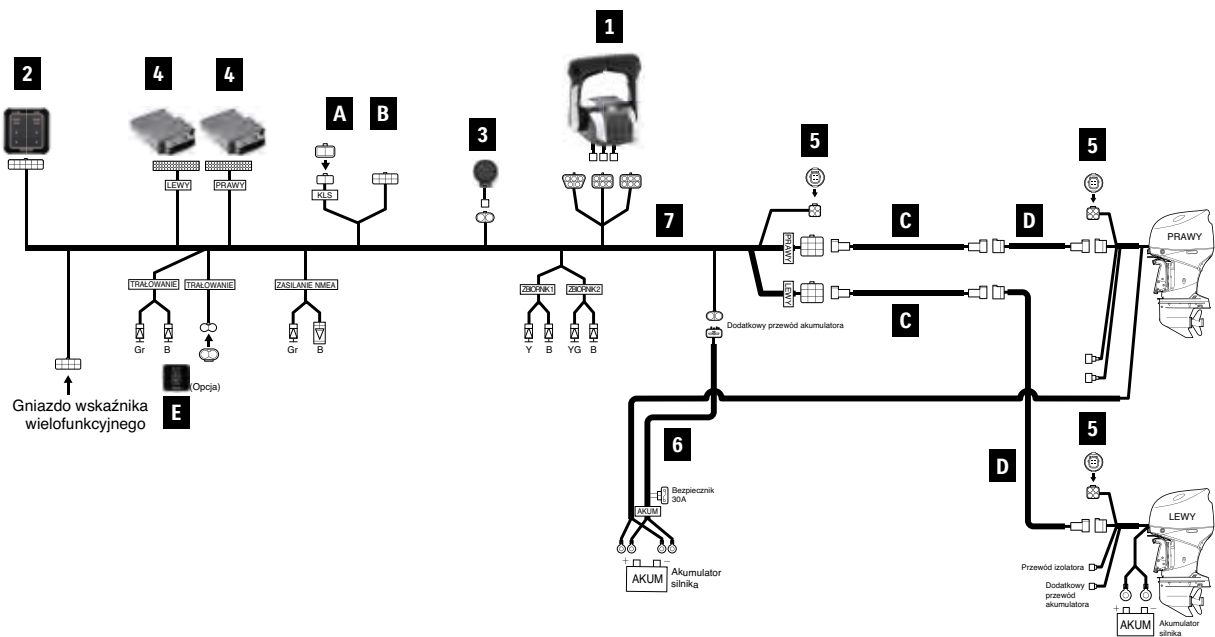 1
2
4
4
A
B
3
5
5
KLS
LEWY
PRAWY
7
C
D
PRAWY
PRAWY
LEWY
C
TRAŁOWANIE
TRAŁOWANIE
ZASILANIE NMEA
ZBIORNIK1
ZBIORNIK2
Dodatkowy przewód akumulatora
Gr
B
Gr
B
Y
B
YG
B
(Opcja)
E
Gniazdo wskaźnika
wielofunkcyjnego
6
5
D
Bezpiecznik
30A
AKUM
LEWY
+
−
AKUM
Akumulator
silnika
Przewód izolatora
Dodatkowy
przewód
akumulatora
+
−
AKUM
Akumulator
silnika